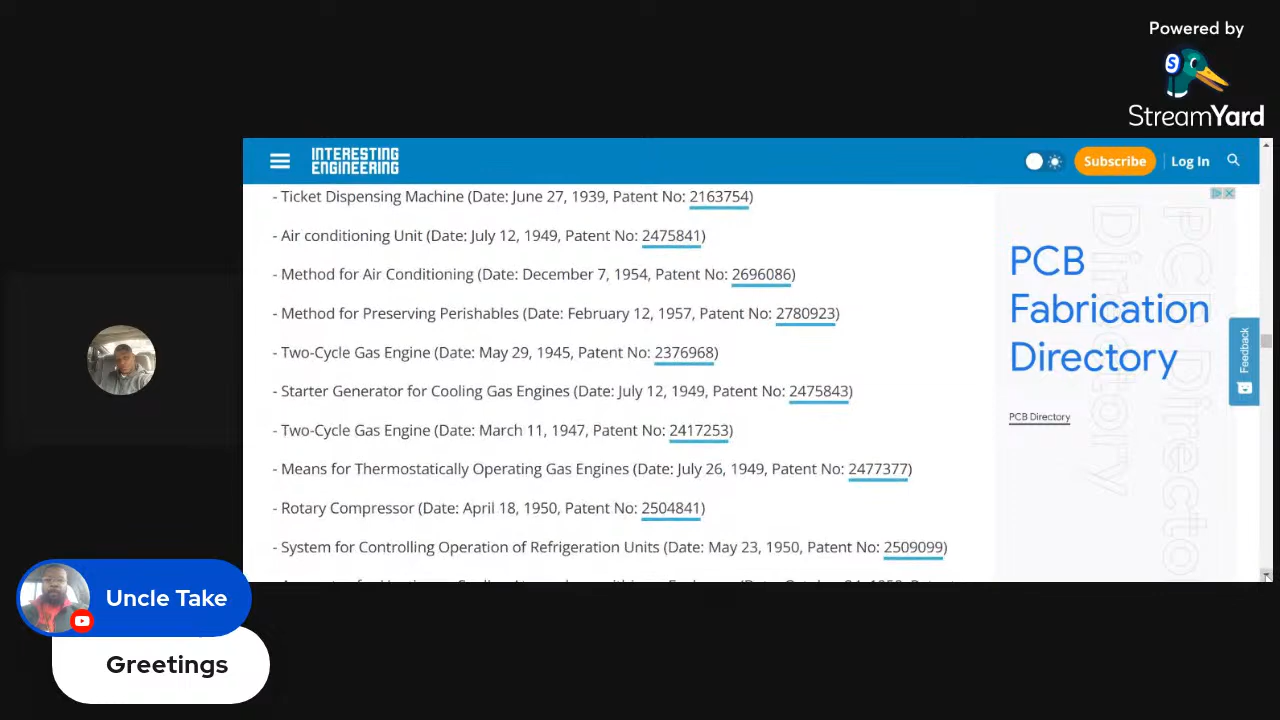 Powered by
S
StreamYard
INTERESTING
ENGINEERING
Subscribe
Log In
- Ticket Dispensing Machine (Date: June 27, 1939, Patent No: 2163754)
- Air conditioning Unit (Date: July 12, 1949, Patent No: 2475841)
- Method for Air Conditioning (Date: December 7, 1954, Patent No: 2696086)
- Method for Preserving Perishables (Date: February 12, 1957, Patent No: 2780923)
- Two-Cycle Gas Engine (Date: May 29, 1945, Patent No: 2376968)
- Starter Generator for Cooling Gas Engines (Date: July 12, 1949, Patent No: 2475843)
- Two-Cycle Gas Engine (Date: March 11, 1947, Patent No: 2417253)
- Means for Thermostatically Operating Gas Engines (Date: July 26, 1949, Patent No: 2477377)
- Rotary Compressor (Date: April 18, 1950, Patent No: 2504841)
- System for Controlling Operation of Refrigeration Units (Date: May 23, 1950, Patent No: 2509099)
PCB
Fabrication
Directory
PCB Directory
Feedback
Uncle Take
Greetings